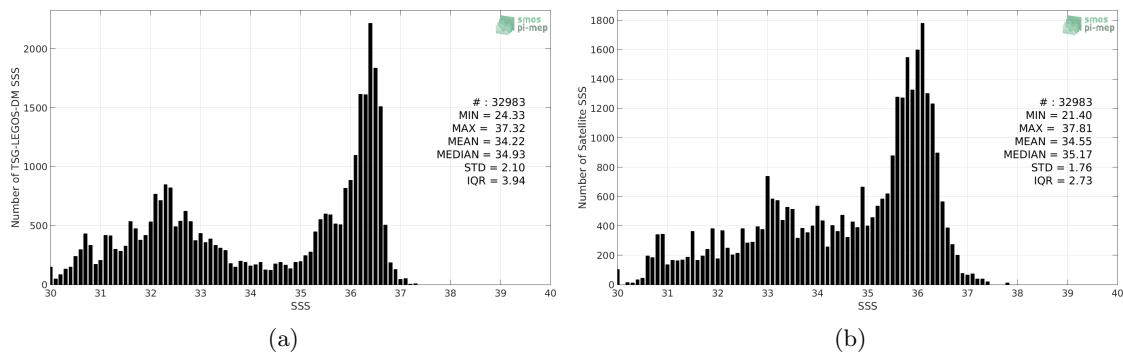 smos
pi-mep
Number of TSG-LEGOS-DM SSS
2000
1500
1000
500
0
# : 32983
MIN = 24.33
MAX = 37.32
MEAN = 34.22
MEDIAN = 34.93
STD = 2.10
IQR = 3.94
30 31 32 33 34 35 36 37 38 39 40
SSS
(a)
smos
pi-mep
Number of Satellite SSS
1800
1600
1400
1200
1000
800
600
400
200
0
# : 32983
MIN = 21.40
MAX = 37.81
MEAN = 34.55
MEDIAN = 35.17
STD = 1.76
IQR = 2.73
30 31 32 33 34 35 36 37 38 39 40
SSS
(b)